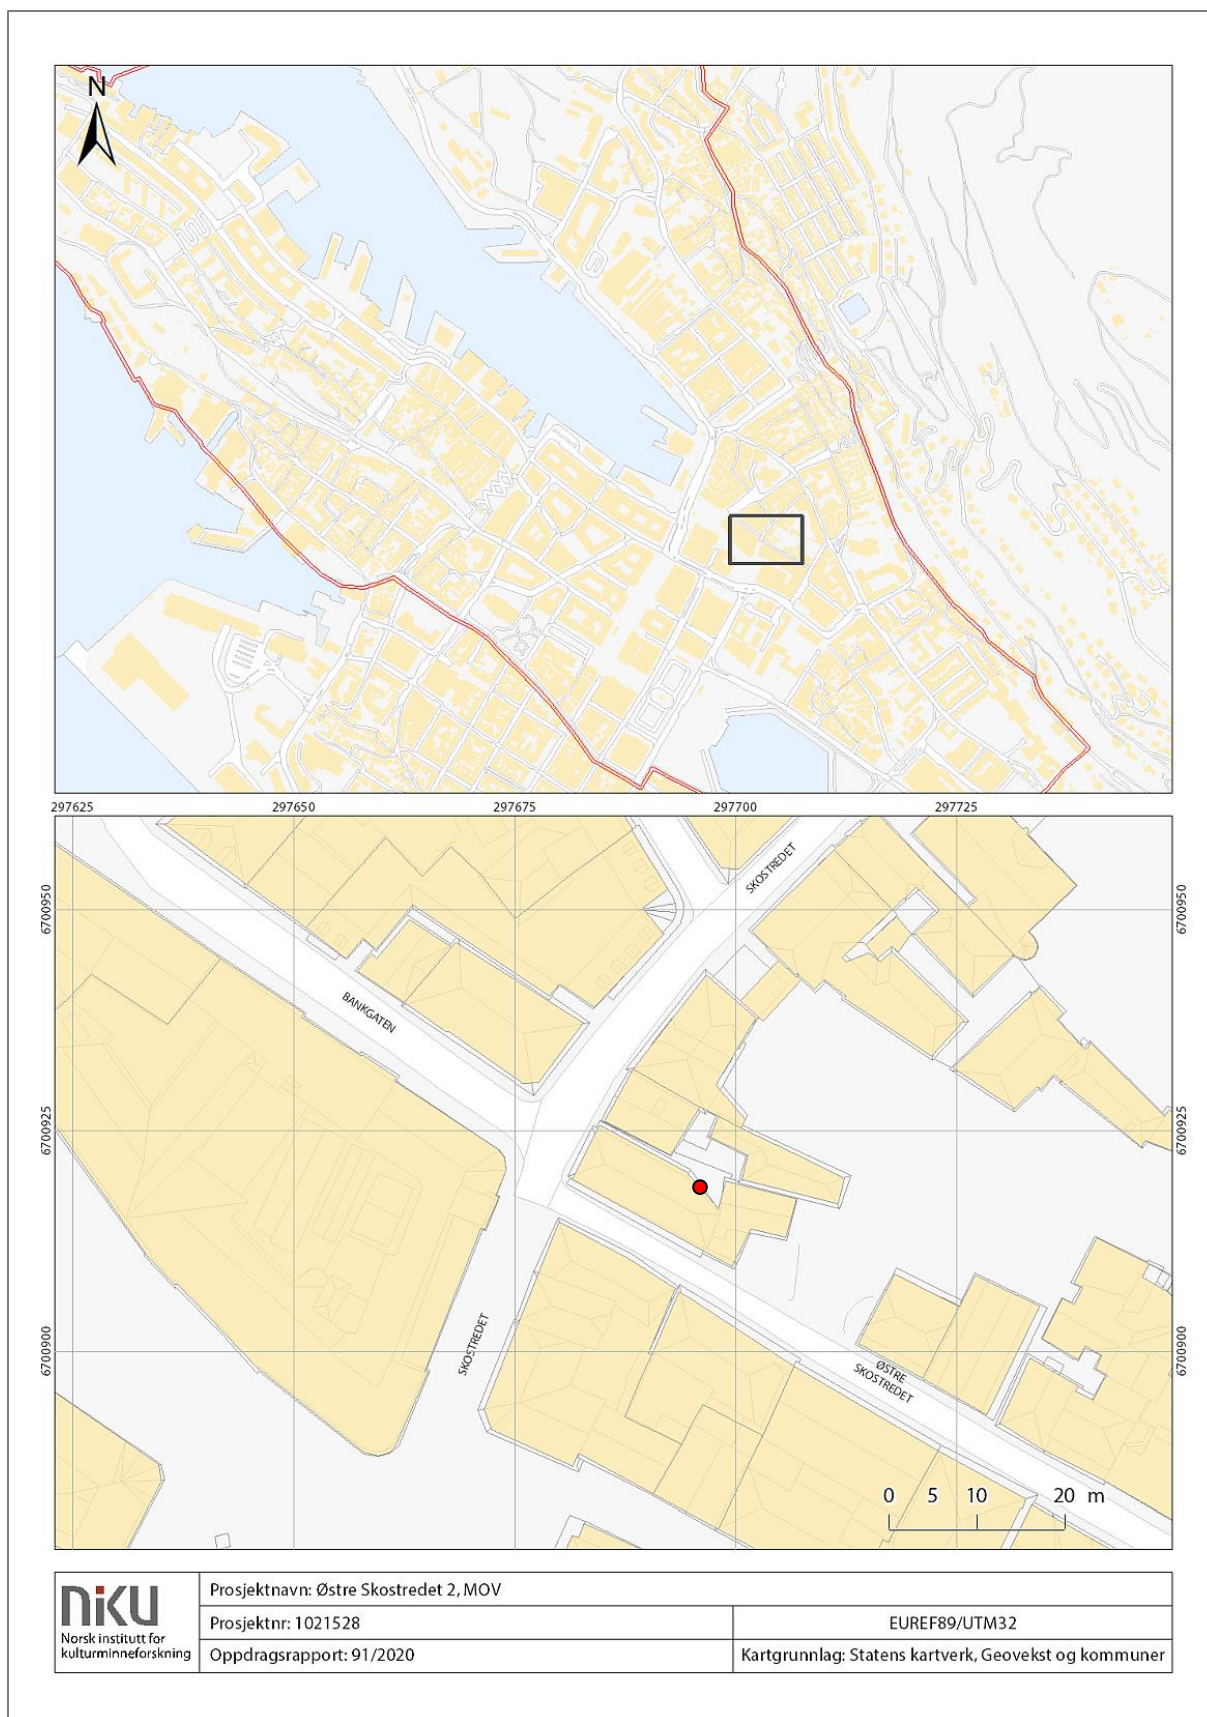 N
297625 297650 297675 297700 297725
SKOSTREDET
6700950 6700950
BANKGATEN
6700925 6700925
SKOSTREDET
6700900 6700900
ØSTRE
SKOSTREDET
0 5 10 20 m
niku
Norsk institutt for
kulturminneforskning
Prosjektnavn: Østre Skostredet 2, MOV
Prosjektnr: 1021528
EUREF89/UTM32
Oppdragsrapport: 91/2020
Kartgrunnlag: Statens kartverk, Geovekst og kommuner